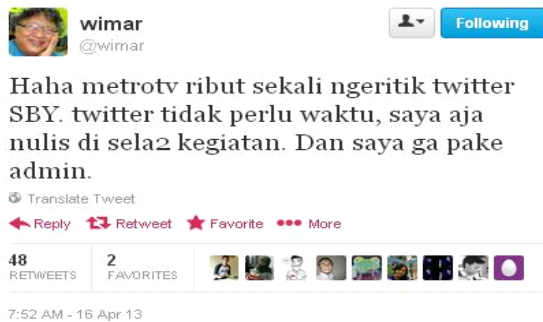 wimar
@wimar
Following
Haha metrotv ribut sekali ngeritik twitter
SBY. twitter tidak perlu waktu, saya aja
nulis di sela2 kegiatan. Dan saya ga pake
admin.
Translate Tweet
Reply Retweet Favorite More
48 2
RETWEETS FAVORITES
7:52 AM - 16 Apr 13